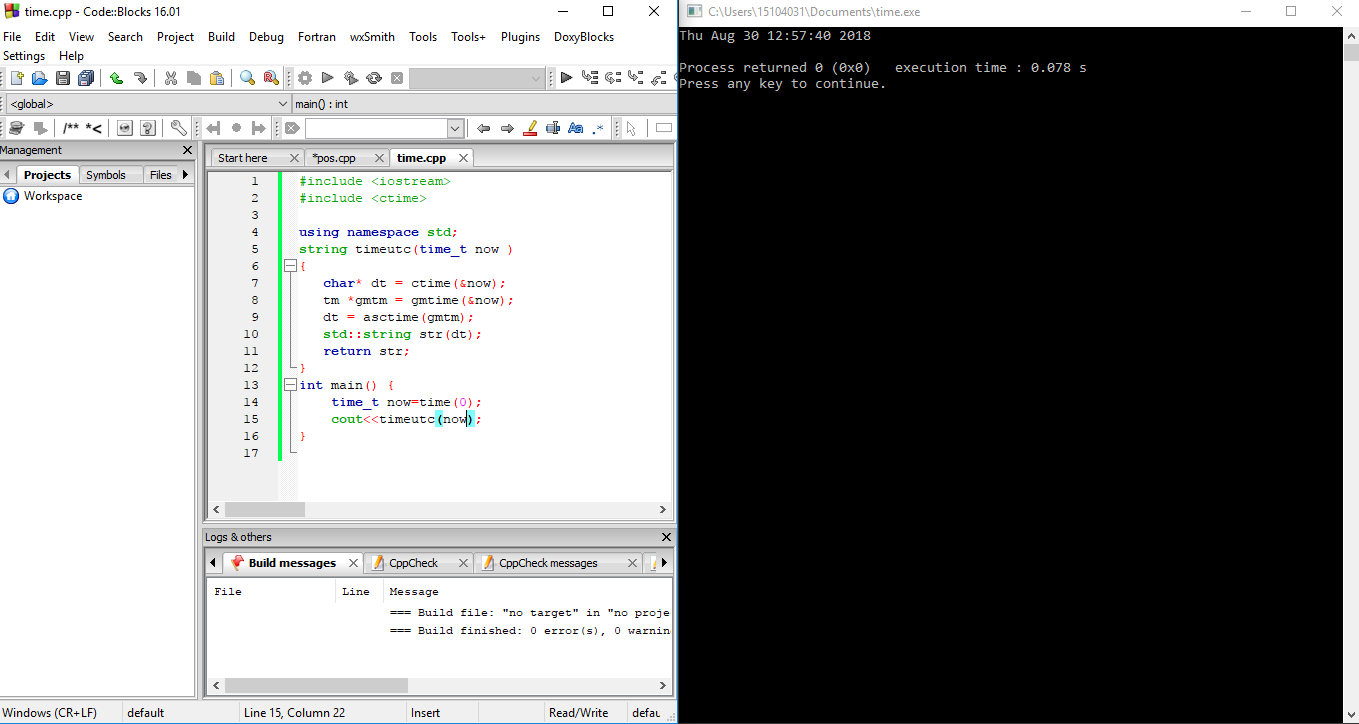 time.cpp - Code::Blocks 16.01
File Edit View Search Project Build Debug Fortran wxSmith Tools Tools+ Plugins DoxyBlocks
Settings Help
<global> main() : int
/** *<
Aa .*
Management
Projects Symbols Files
Workspace
Start here *pos.cpp time.cpp
1 #include <iostream>
2 #include <ctime>
3
4 using namespace std;
5 string timeutc(time_t now )
6 {
7 char* dt = ctime(&now);
8 tm *gmtm = gmtime(&now);
9 dt = asctime(gmtm);
10 std::string str(dt);
11 return str;
12 }
13 int main() {
14 time_t now=time(0);
15 cout<<timeutc(now);
16 }
17
Logs & others
Build messages CppCheck CppCheck messages
File Line Message
=== Build file: "no target" in "no proje
=== Build finished: 0 error(s), 0 warnin
Windows (CR+LF) default Line 15, Column 22 Insert Read/Write defau
C:\Users\15104031\Documents\time.exe
Thu Aug 30 12:57:40 2018
Process returned 0 (0x0) execution time : 0.078 s
Press any key to continue.